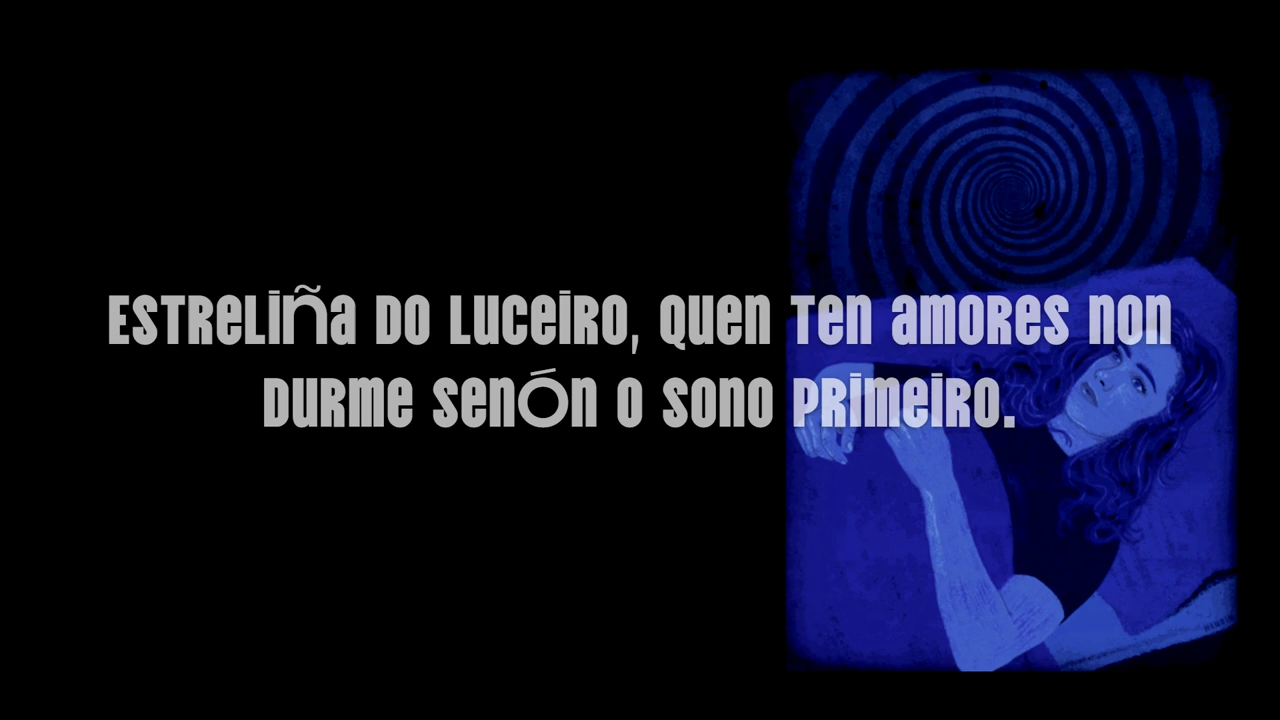 ESTRELIÑA DO LUCEIRO, QUEN TEN AMORES NON
DURME SENÓN O SONO PRIMEIRO.